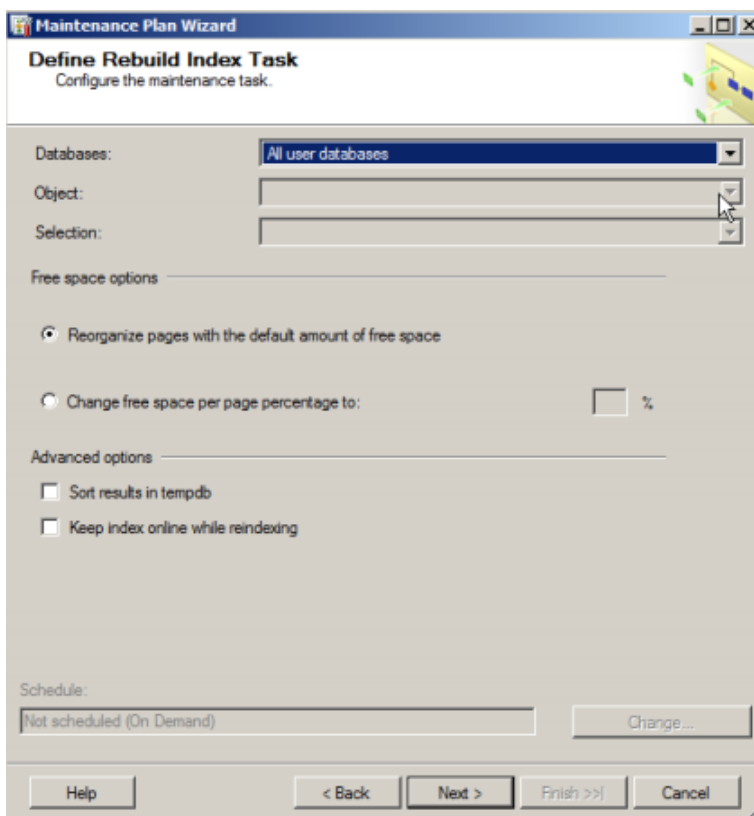 Maintenance Plan Wizard
Define Rebuild Index Task
Configure the maintenance task.
Databases: All user databases
Object:
Selection:
Free space options
Reorganize pages with the default amount of free space
Change free space per page percentage to: %
Advanced options
Sort results in tempdb
Keep index online while reindexing
Schedule:
Not scheduled (On Demand) Change...
Help < Back Next > Finish >>| Cancel